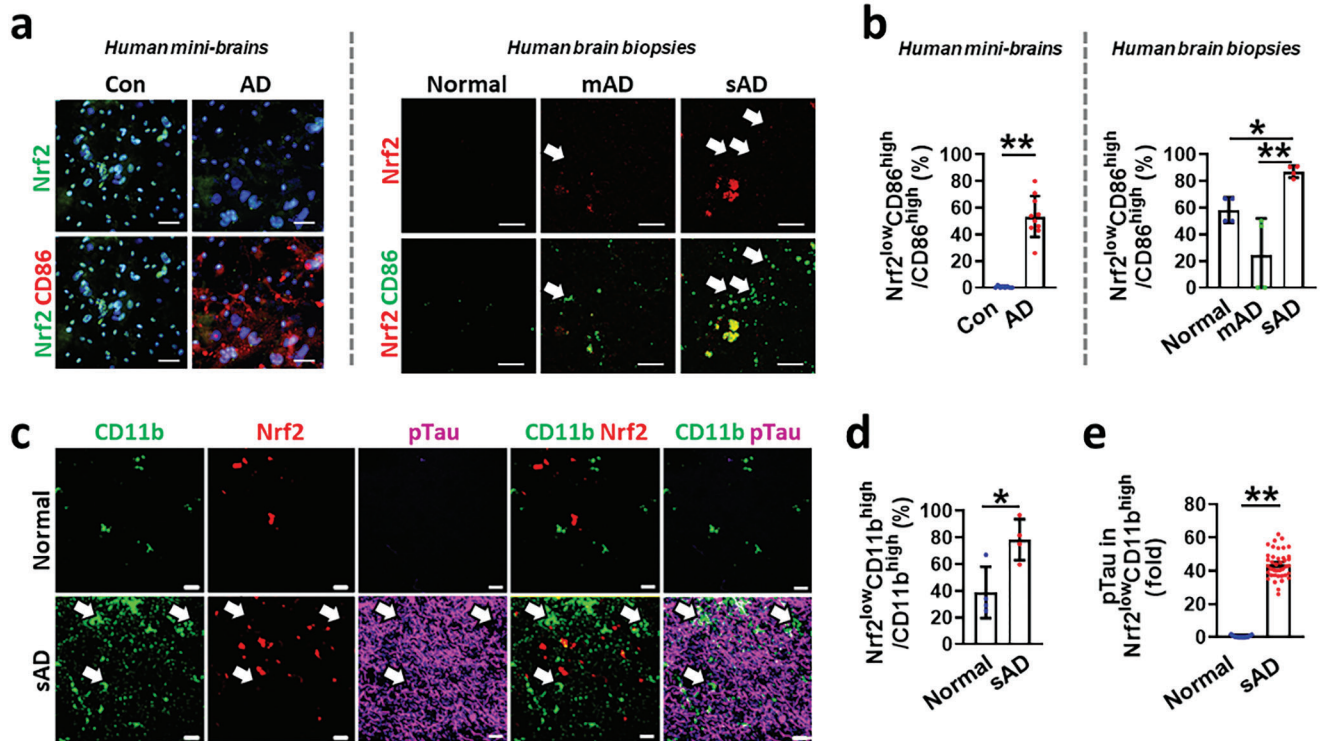 a
Human mini-brains
Human brain biopsies
Con
AD
Normal
mAD
sAD
Nrf2
Nrf2 CD86
Nrf2
Nrf2 CD86
b
Human mini-brains
Human brain biopsies
Nrf2lowCD86high
/CD86high (%)
100
80
60
40
20
0
**
Con
AD
Nrf2lowCD86high
/CD86high (%)
100
80
60
40
20
0
*
**
Normal
mAD
sAD
c
CD11b
Nrf2
pTau
CD11b Nrf2
CD11b pTau
Normal
sAD
d
Nrf2lowCD11bhigh
/CD11bhigh (%)
100
80
60
40
20
0
*
Normal
sAD
e
pTau in
Nrf2lowCD11bhigh
(fold)
80
60
40
20
0
**
Normal
sAD